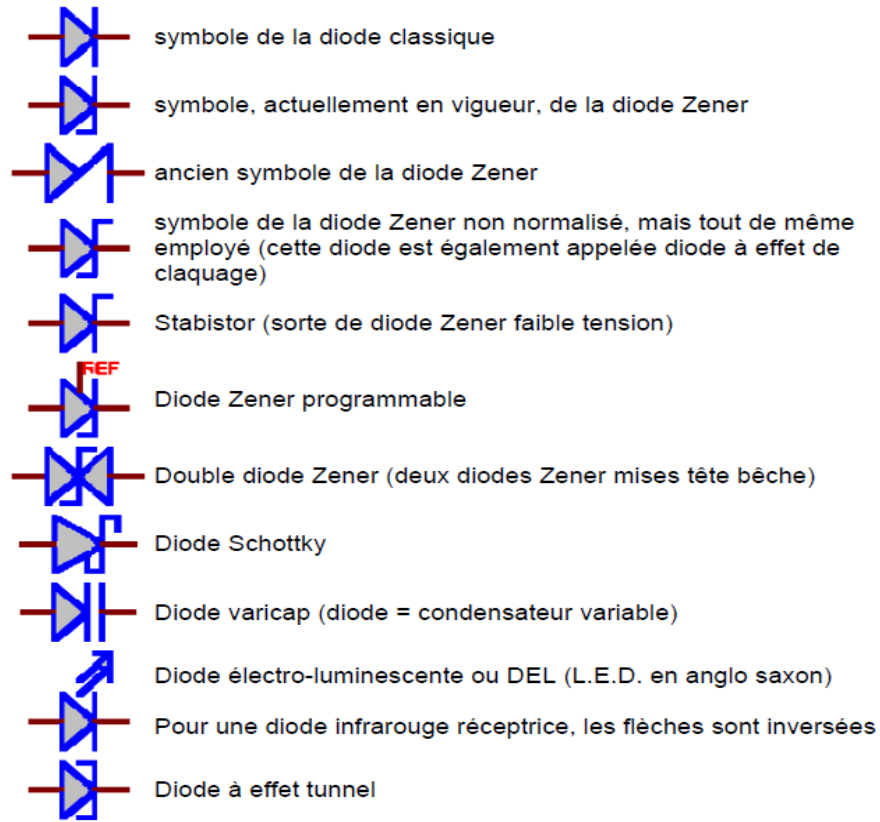 symbole de la diode classique
symbole, actuellement en vigueur, de la diode Zener
ancien symbole de la diode Zener
symbole de la diode Zener non normalisé, mais tout de même
employé (cette diode est également appelée diode à effet de
claquage)
Stabistor (sorte de diode Zener faible tension)
REF
Diode Zener programmable
Double diode Zener (deux diodes Zener mises tête bêche)
Diode Schottky
Diode varicap (diode = condensateur variable)
Diode électro-luminescente ou DEL (L.E.D. en anglo saxon)
Pour une diode infrarouge réceptrice, les flèches sont inversées
Diode à effet tunnel